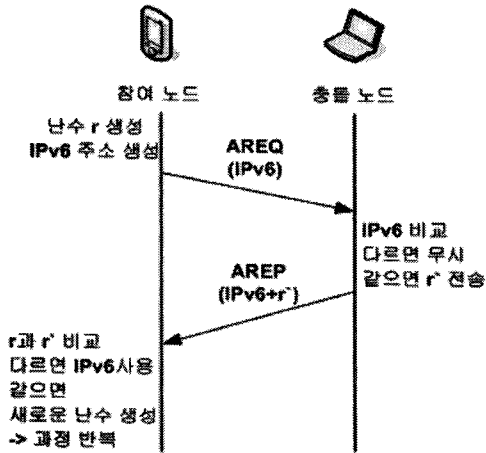 참여 노드
충돌 노드
난수 r 생성
IPv6 주소 생성
AREQ
(IPv6)
IPv6 비교
다르면 무시
같으면 r` 전송
AREP
(IPv6+r`)
r과 r` 비교
다르면 IPv6사용
같으면
새로운 난수 생성
-> 과정 반복